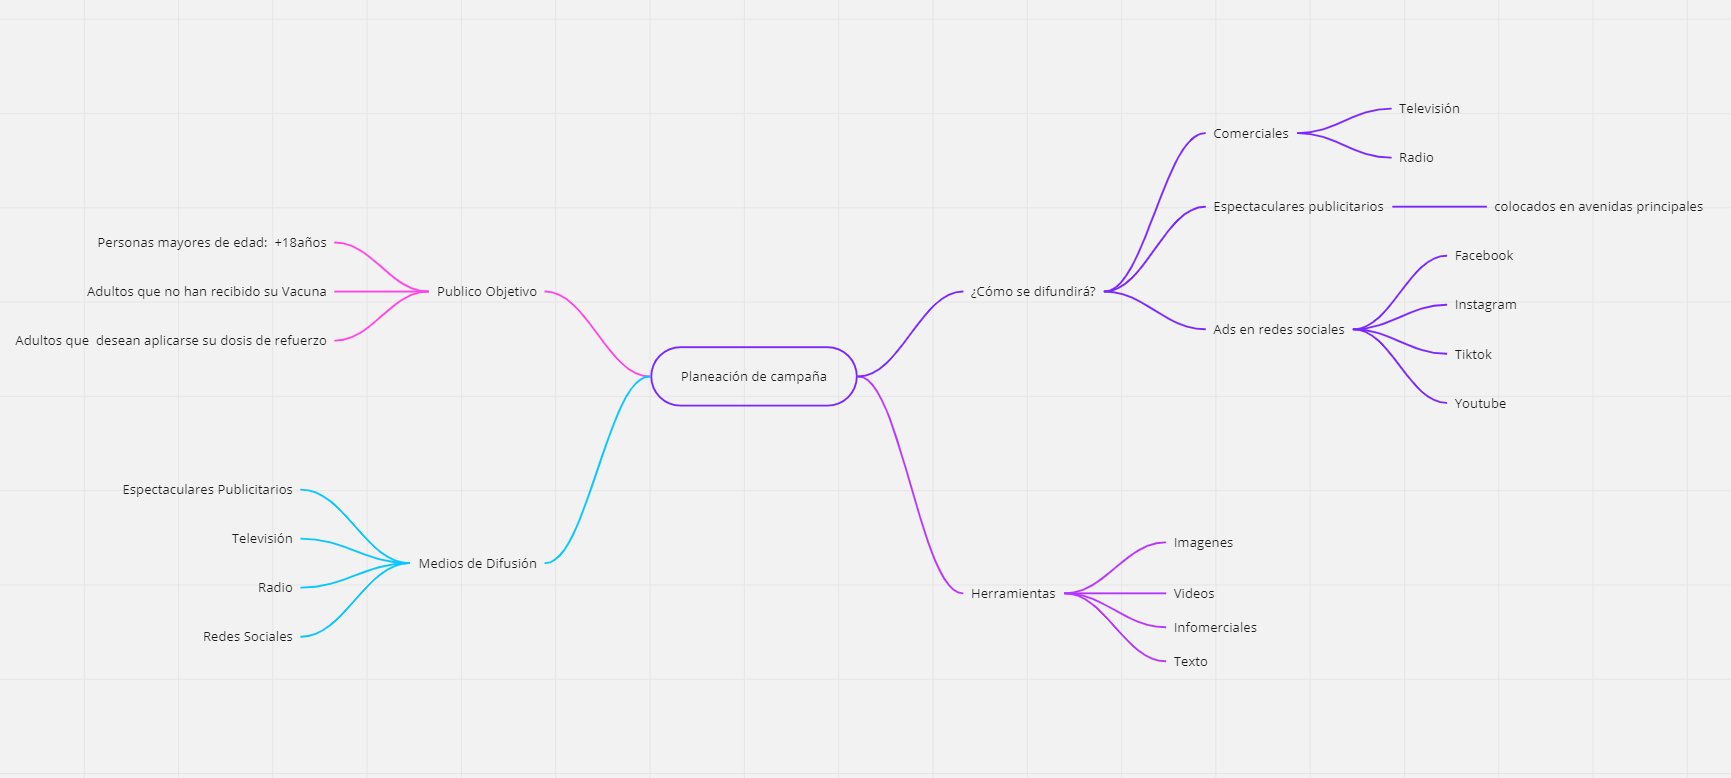 Planeación de campaña
Publico Objetivo
Personas mayores de edad:  +18años
Adultos que no han recibido su Vacuna
Adultos que  desean aplicarse su dosis de refuerzo
Medios de Difusión
Espectaculares Publicitarios
Televisión
Radio
Redes Sociales
¿Cómo se difundirá?
Comerciales
Televisión
Radio
Espectaculares publicitarios
colocados en avenidas principales
Ads en redes sociales
Facebook
Instagram
Tiktok
Youtube
Herramientas
Imagenes
Videos
Infomerciales
Texto